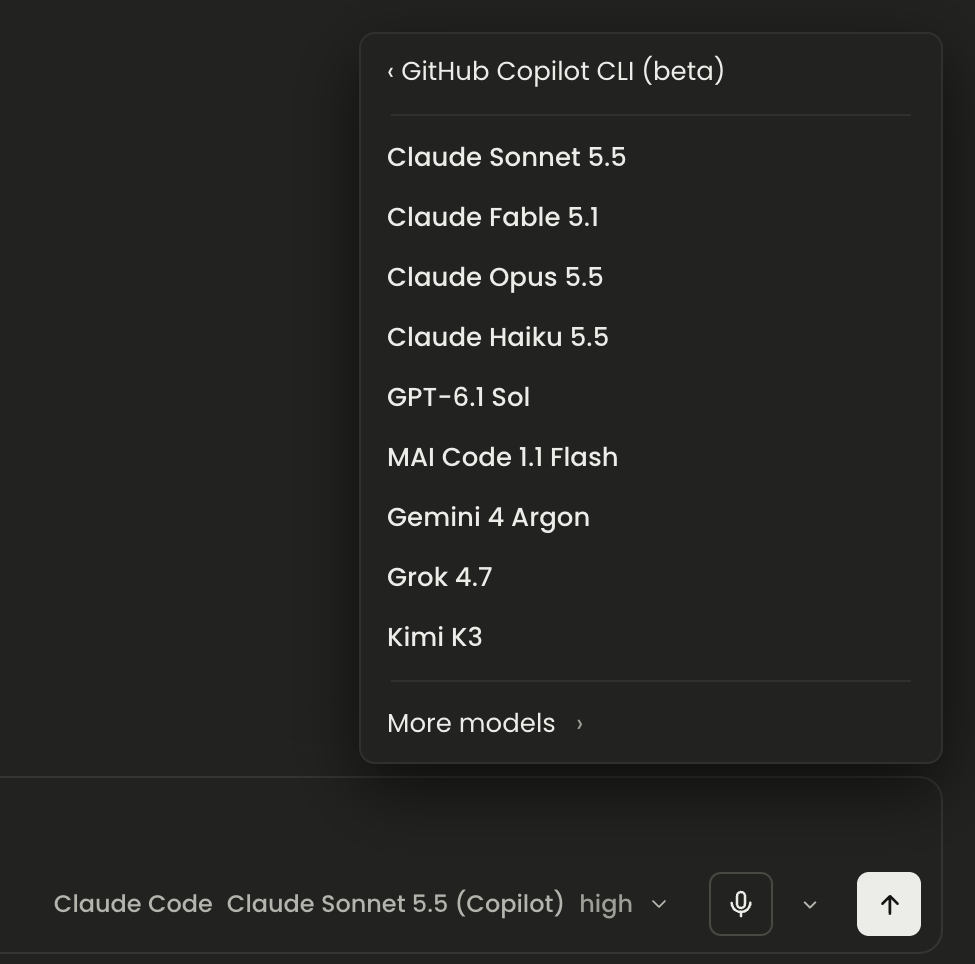 ‹ GitHub Copilot CLI (beta)
Claude Sonnet 5.5
Claude Fable 5.1
Claude Opus 5.5
Claude Haiku 5.5
GPT-6.1 Sol
MAI Code 1.1 Flash
Gemini 4 Argon
Grok 4.7
Kimi K3
More models ›
Claude Code Claude Sonnet 5.5 (Copilot) high